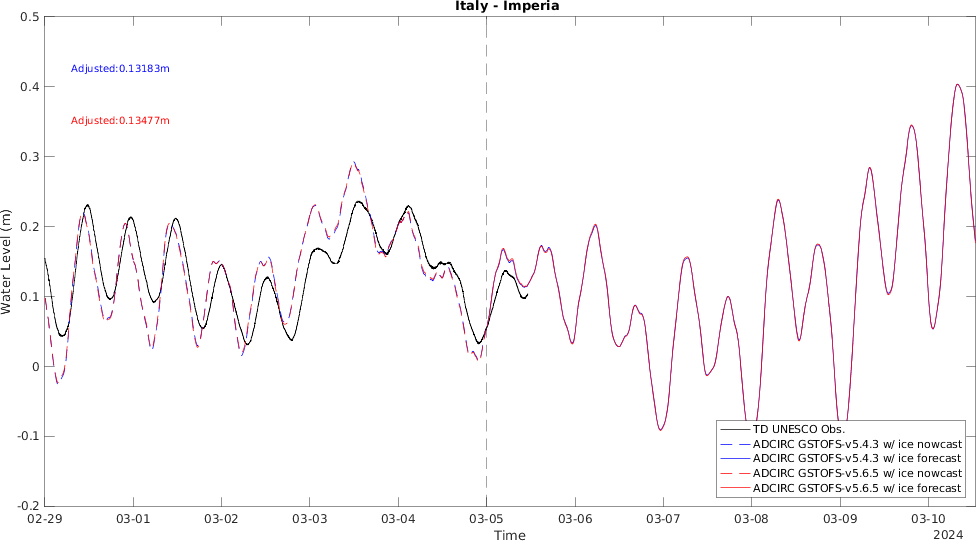 Italy - Imperia
0.5
0.4
0.3
0.2
0.1
0
-0.1
-0.2
Water Level (m)
Adjusted:0.13183m
Adjusted:0.13477m
TD UNESCO Obs.
ADCIRC GSTOFS-v5.4.3 w/ ice nowcast
ADCIRC GSTOFS-v5.4.3 w/ ice forecast
ADCIRC GSTOFS-v5.6.5 w/ ice nowcast
ADCIRC GSTOFS-v5.6.5 w/ ice forecast
02-29 03-01 03-02 03-03 03-04 03-05 03-06 03-07 03-08 03-09 03-10
Time
2024